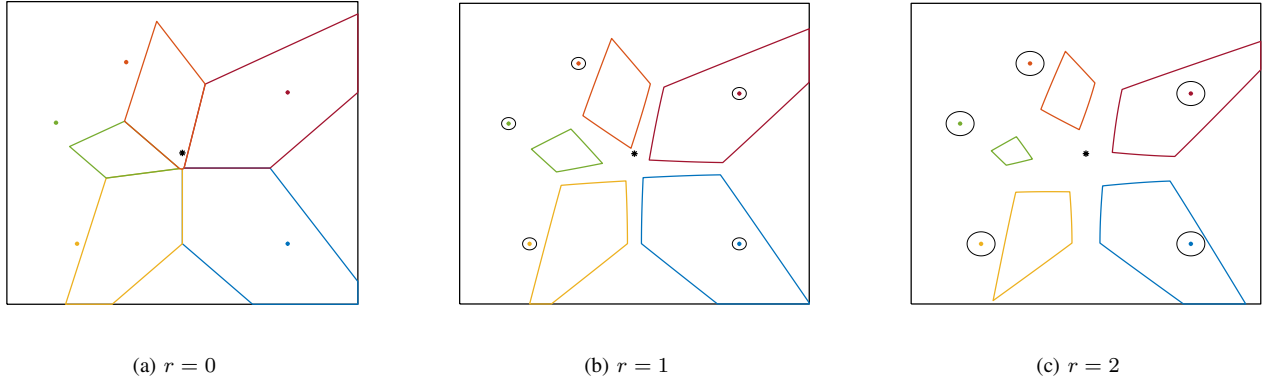 (a) r = 0
(b) r = 1
(c) r = 2